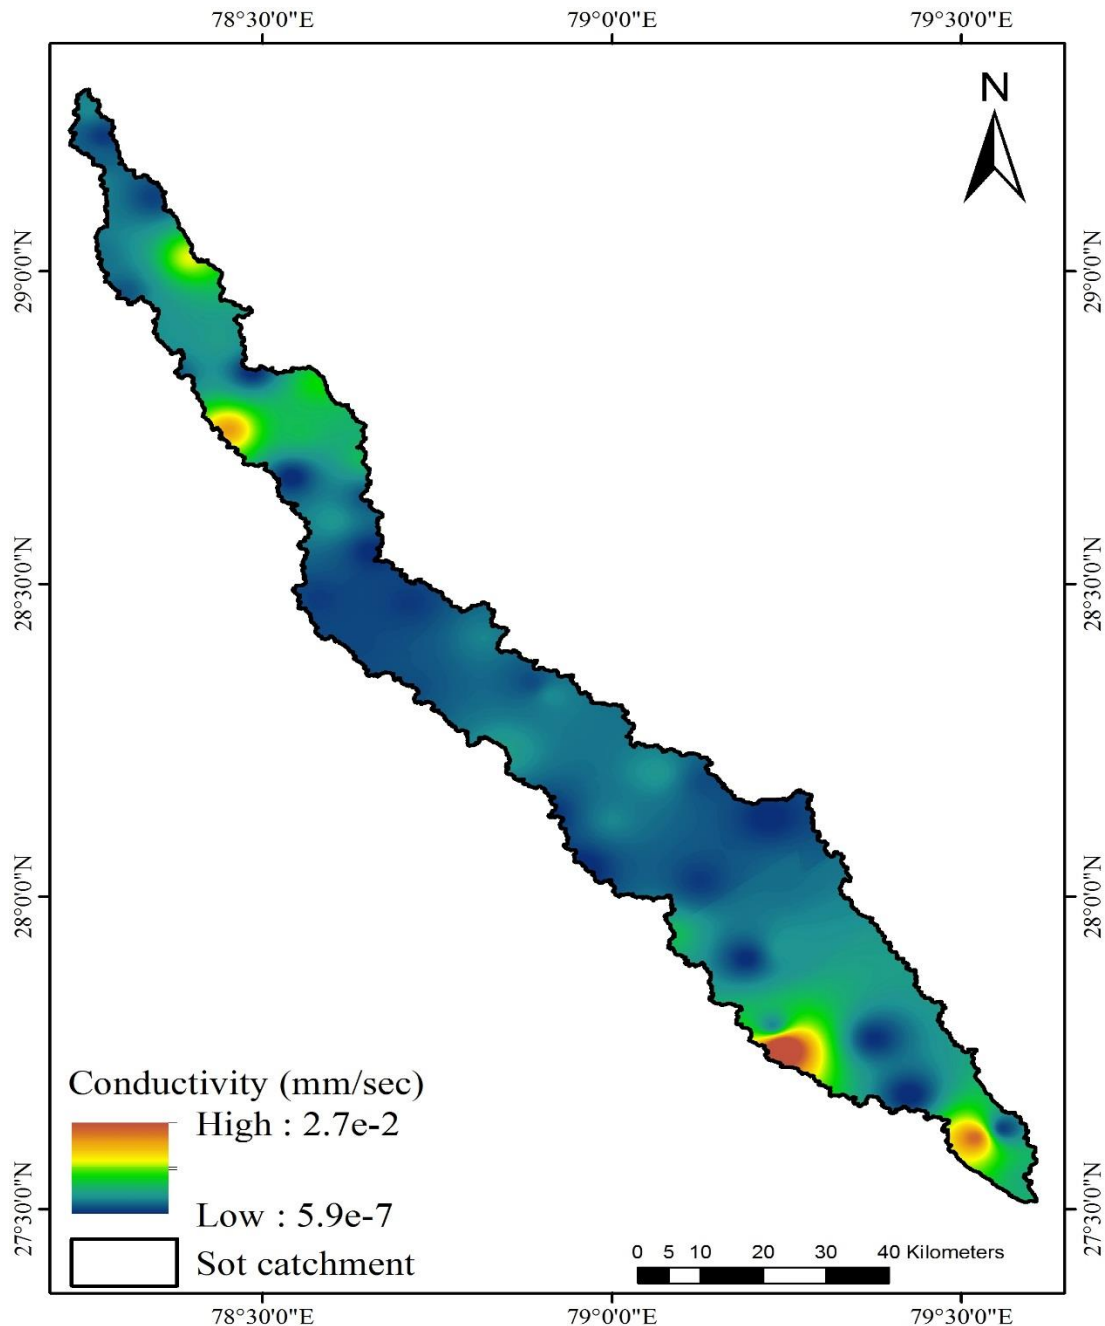 78°30'0"E 79°0'0"E 79°30'0"E
N
29°0'0"N 29°0'0"N
28°30'0"N 28°30'0"N
28°0'0"N 28°0'0"N
27°30'0"N 27°30'0"N
Conductivity (mm/sec)
High : 2.7e-2
Low : 5.9e-7
Sot catchment
0 5 10 20 30 40 Kilometers
78°30'0"E 79°0'0"E 79°30'0"E